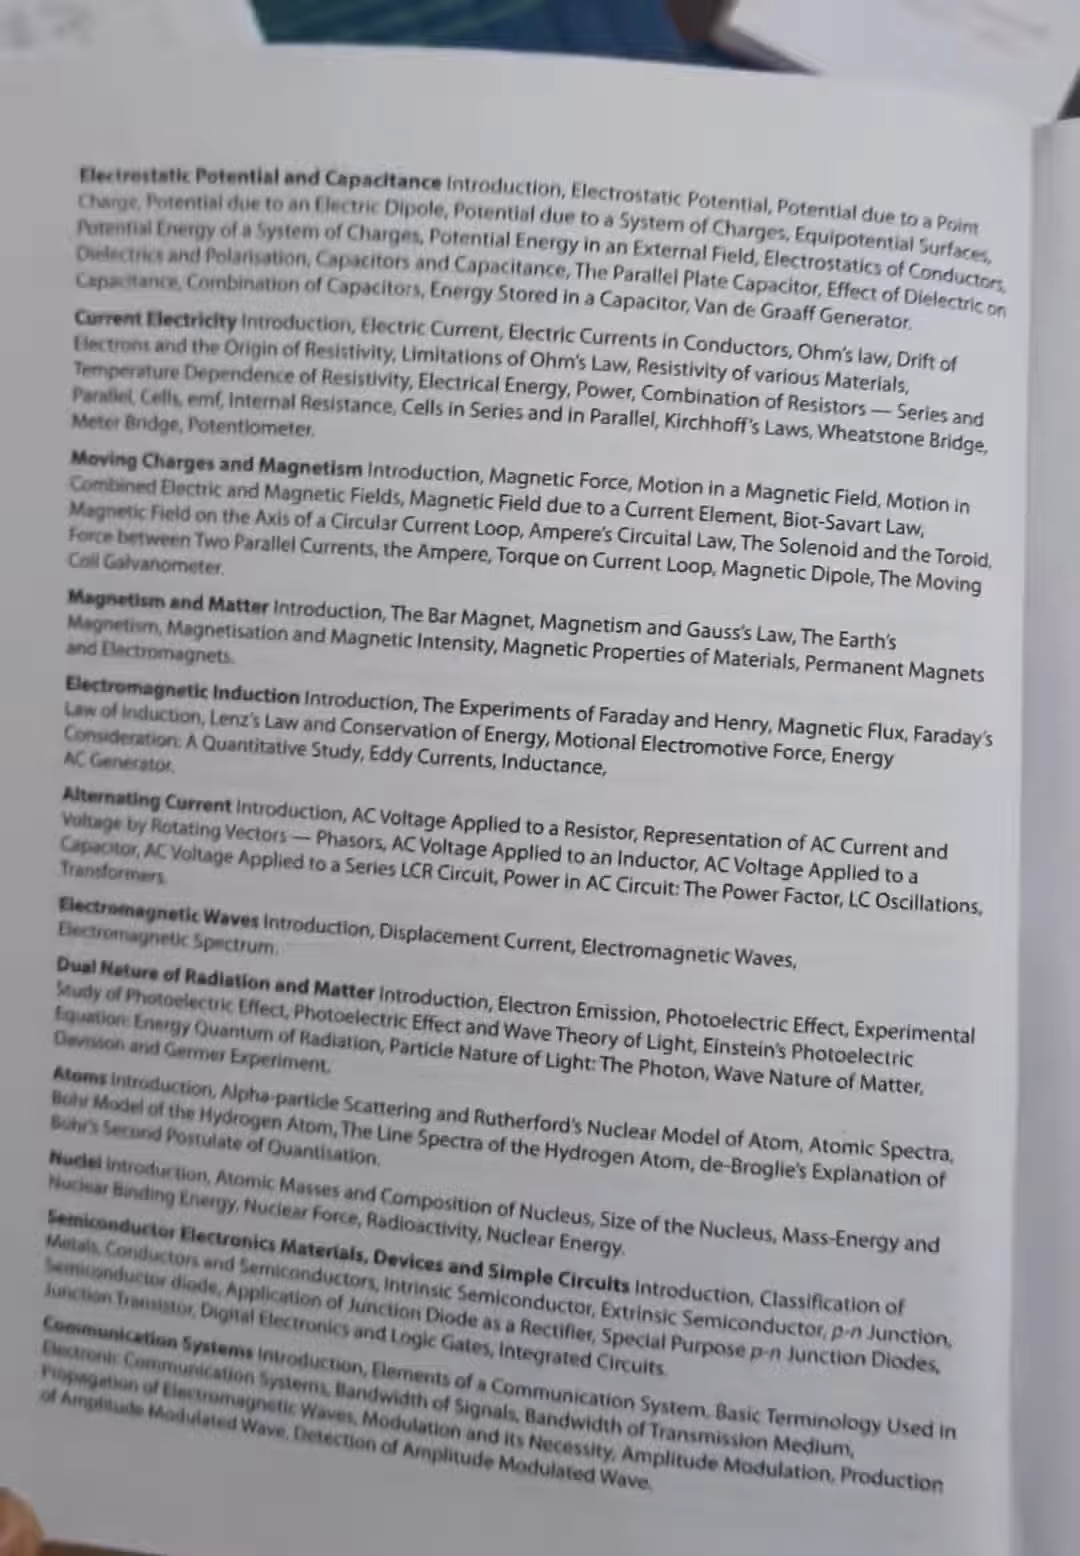 Electrostatic Potential and Capacitance Introduction, Electrostatic Potential, Potential due to a Point
Charge, Potential due to an Electric Dipole, Potential due to a System of Charges, Equipotential Surfaces,
Potential Energy of a System of Charges, Potential Energy in an External Field, Electrostatics of Conductors,
Dielectrics and Polarisation, Capacitors and Capacitance, The Parallel Plate Capacitor, Effect of Dielectric on
Capacitance, Combination of Capacitors, Energy Stored in a Capacitor, Van de Graaff Generator.
Current Electricity Introduction, Electric Current, Electric Currents in Conductors, Ohm's law, Drift of
Electrons and the Origin of Resistivity, Limitations of Ohm's Law, Resistivity of various Materials,
Temperature Dependence of Resistivity, Electrical Energy, Power, Combination of Resistors — Series and
Parallel, Cells, emf, Internal Resistance, Cells in Series and in Parallel, Kirchhoff's Laws, Wheatstone Bridge,
Meter Bridge, Potentiometer.
Moving Charges and Magnetism Introduction, Magnetic Force, Motion in a Magnetic Field, Motion in
Combined Electric and Magnetic Fields, Magnetic Field due to a Current Element, Biot-Savart Law,
Magnetic Field on the Axis of a Circular Current Loop, Ampere's Circuital Law, The Solenoid and the Toroid,
Force between Two Parallel Currents, the Ampere, Torque on Current Loop, Magnetic Dipole, The Moving
Coil Galvanometer.
Magnetism and Matter Introduction, The Bar Magnet, Magnetism and Gauss's Law, The Earth's
Magnetism, Magnetisation and Magnetic Intensity, Magnetic Properties of Materials, Permanent Magnets
and Electromagnets.
Electromagnetic Induction Introduction, The Experiments of Faraday and Henry, Magnetic Flux, Faraday's
Law of Induction, Lenz's Law and Conservation of Energy, Motional Electromotive Force, Energy
Consideration: A Quantitative Study, Eddy Currents, Inductance,
AC Generator.
Alternating Current Introduction, AC Voltage Applied to a Resistor, Representation of AC Current and
Voltage by Rotating Vectors — Phasors, AC Voltage Applied to an Inductor, AC Voltage Applied to a
Capacitor, AC Voltage Applied to a Series LCR Circuit, Power in AC Circuit: The Power Factor, LC Oscillations,
Transformers.
Electromagnetic Waves Introduction, Displacement Current, Electromagnetic Waves,
Electromagnetic Spectrum.
Dual Nature of Radiation and Matter Introduction, Electron Emission, Photoelectric Effect, Experimental
Study of Photoelectric Effect, Photoelectric Effect and Wave Theory of Light, Einstein's Photoelectric
Equation: Energy Quantum of Radiation, Particle Nature of Light: The Photon, Wave Nature of Matter,
Davission and Germer Experiment.
Atoms Introduction, Alpha-particle Scattering and Rutherford's Nuclear Model of Atom, Atomic Spectra,
Bohr Model of the Hydrogen Atom, The Line Spectra of the Hydrogen Atom, de-Broglie's Explanation of
Bohr's Second Postulate of Quantisation.
Nuclei Introduction, Atomic Masses and Composition of Nucleus, Size of the Nucleus, Mass-Energy and
Nuclear Binding Energy, Nuclear Force, Radioactivity, Nuclear Energy.
Semiconductor Electronics Materials, Devices and Simple Circuits Introduction, Classification of
Metals, Conductors and Semiconductors, Intrinsic Semiconductor, Extrinsic Semiconductor, p-n Junction,
Semiconductor diode, Application of Junction Diode as a Rectifier, Special Purpose p-n Junction Diodes,
Junction Transistor, Digital Electronics and Logic Gates, Integrated Circuits.
Communication Systems Introduction, Elements of a Communication System, Basic Terminology Used in
Electronic Communication Systems, Bandwidth of Signals, Bandwidth of Transmission Medium,
Propagation of Electromagnetic Waves, Modulation and its Necessity, Amplitude Modulation, Production
of Amplitude Modulated Wave, Detection of Amplitude Modulated Wave.